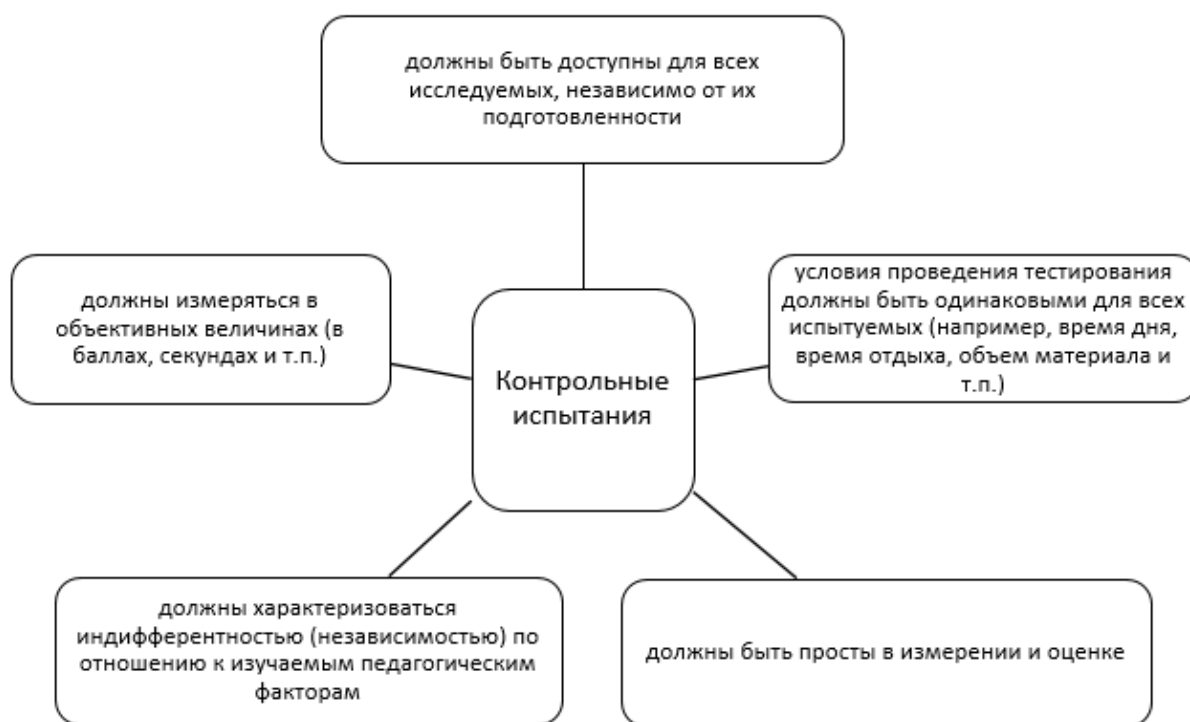 должны быть доступны для всех
исследуемых, независимо от их
подготовленности
должны измеряться в
объективных величинах (в
баллах, секундах и т.п.)
условия проведения тестирования
должны быть одинаковыми для всех
испытуемых (например, время дня,
время отдыха, объем материала и
т.п.)
Контрольные
испытания
должны характеризоваться
индифферентностью (независимостью) по
отношению к изучаемым педагогическим
факторам
должны быть просты в измерении и оценке